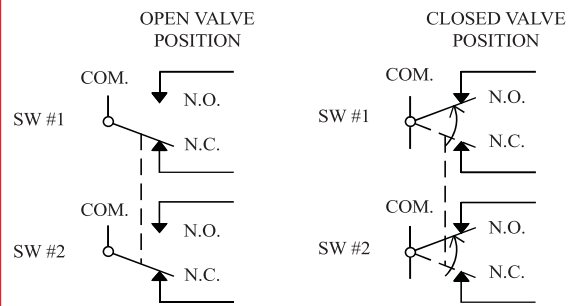 OPEN VALVE
POSITION
CLOSED VALVE
POSITION
COM.
N.O.
SW #1
N.C.
COM.
N.O.
SW #1
N.C.
COM.
N.O.
SW #2
N.C.
COM.
N.O.
SW #2
N.C.